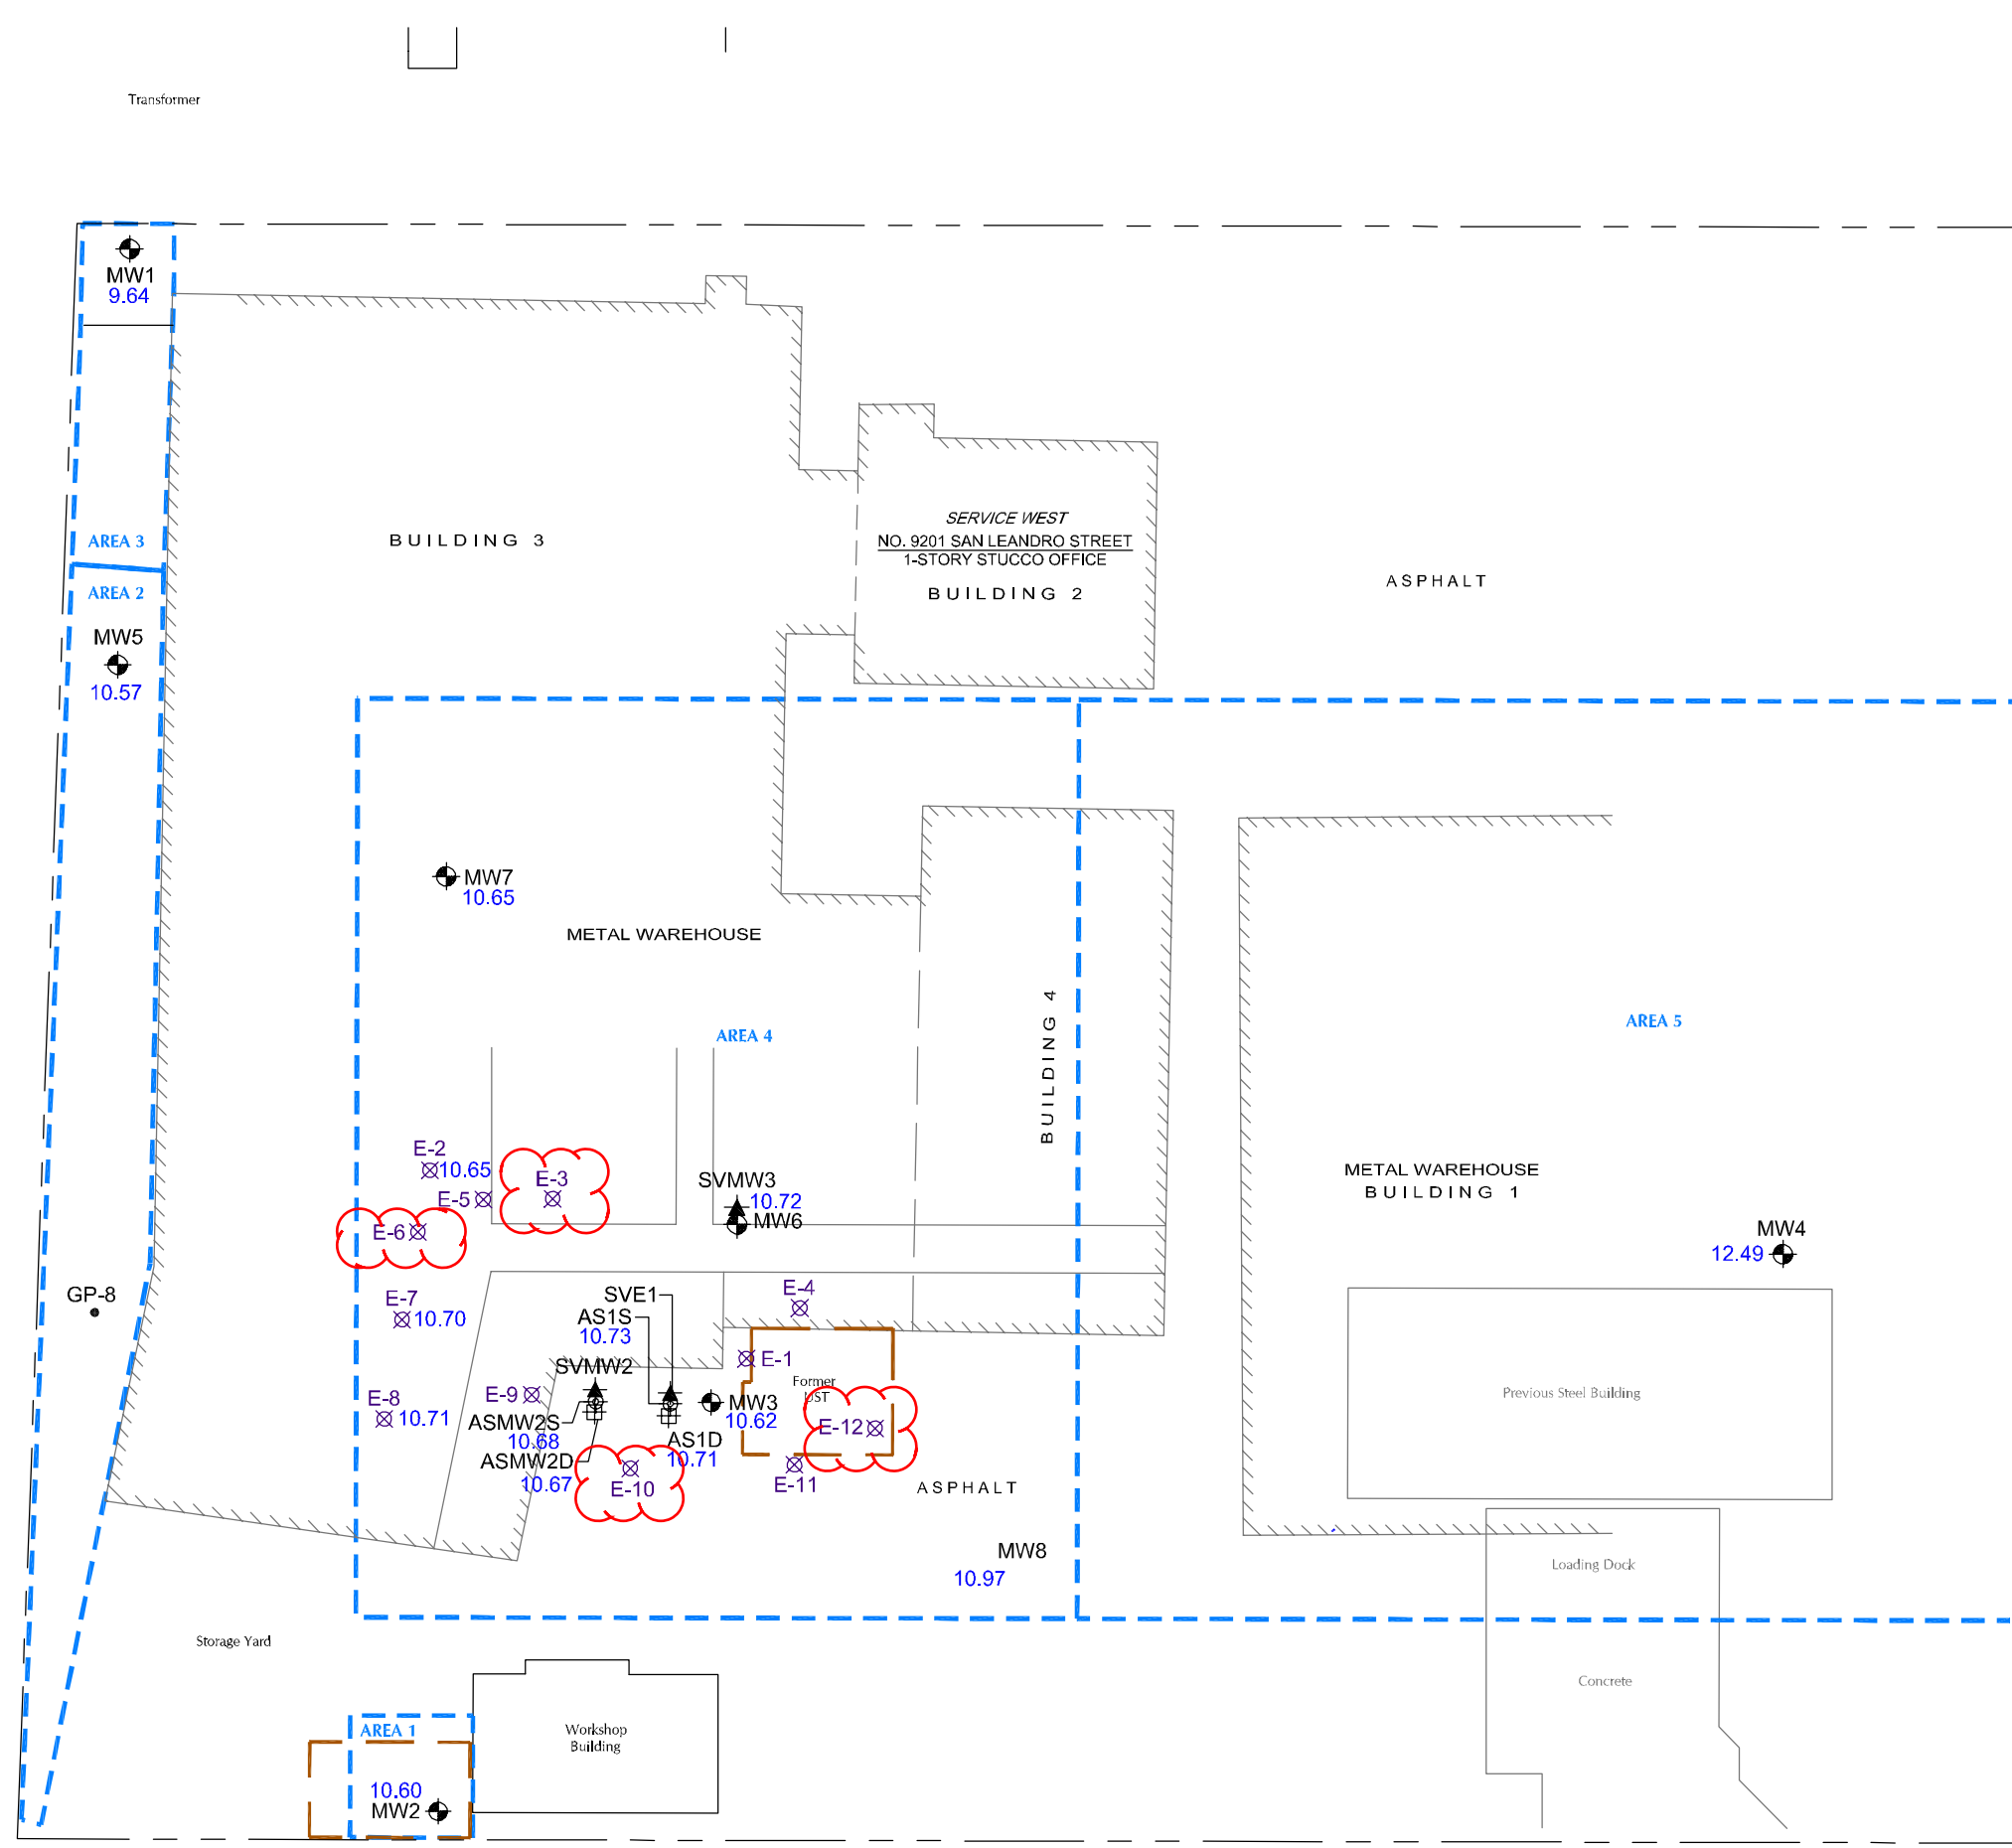 Transformer
MW1
9.64
BUILDING 3
SERVICE WEST
NO. 9201 SAN LEANDRO STREET
1-STORY STUCCO OFFICE
BUILDING 2
ASPHALT
AREA 3
AREA 2
MW5
10.57
MW7
10.65
METAL WAREHOUSE
AREA 4
BUILDING 4
AREA 5
METAL WAREHOUSE
BUILDING 1
E-2
10.65
E-5
E-3
E-6
SVMW3
10.72
MW6
MW4
12.49
GP-8
E-7
10.70
SVE1
AS1S
10.73
E-4
SVMW2
E-1
Former
UST
E-8
10.71
E-9
ASMW2S
10.68
ASMW2D
10.67
MW3
10.62
AS1D
10.71
E-12
E-10
E-11
ASPHALT
Previous Steel Building
MW8
10.97
Loading Dock
Storage Yard
Concrete
AREA 1
Workshop
Building
10.60
MW2